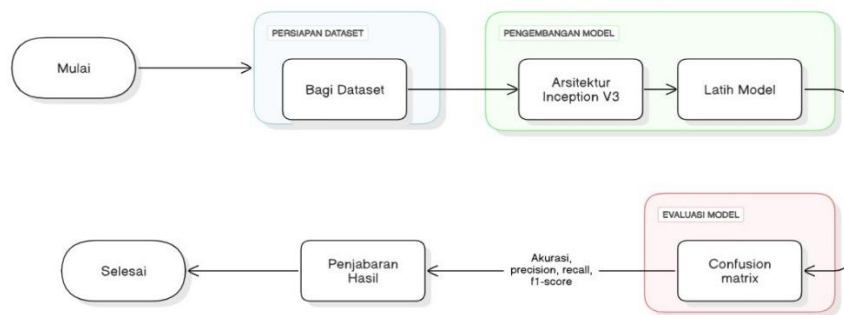 PERSIAPAN DATASET
PENGEMBANGAN MODEL
Mulai
Bagi Dataset
Arsitektur
Inception V3
Latih Model
EVALUASI MODEL
Selesai
Penjabaran
Hasil
Akurasi,
precision, recall,
f1-score
Confusion
matrix